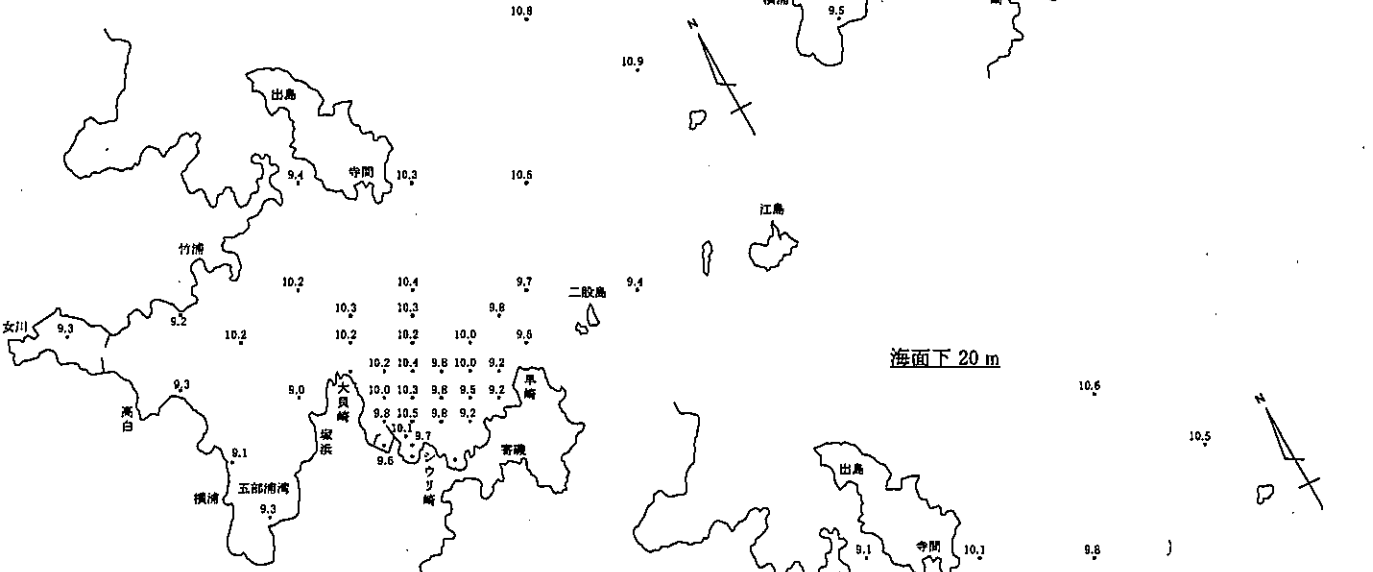 10.8
横浦 9.5 崎
N
10.9
出島
寺間
9.4 10.3 10.5
江島
竹浦
10.2 10.4 9.7 9.4
二股島
10.3 10.3 9.8
女川 9.3 9.2
10.2 10.2 10.2 10.0 9.6
海面下 20 m
10.2 10.4 9.8 10.0 9.2
9.3 9.0 大貝崎 10.0 10.3 9.8 9.5 9.2 早崎
10.6
N
高白
9.8 10.5 9.8 9.2
塚浜
10.1 9.7
10.5
9.1 9.6 シウリ崎 寄磯
出島
横浦 五部浦湾
9.3
寺間
9.1 10.1 9.8